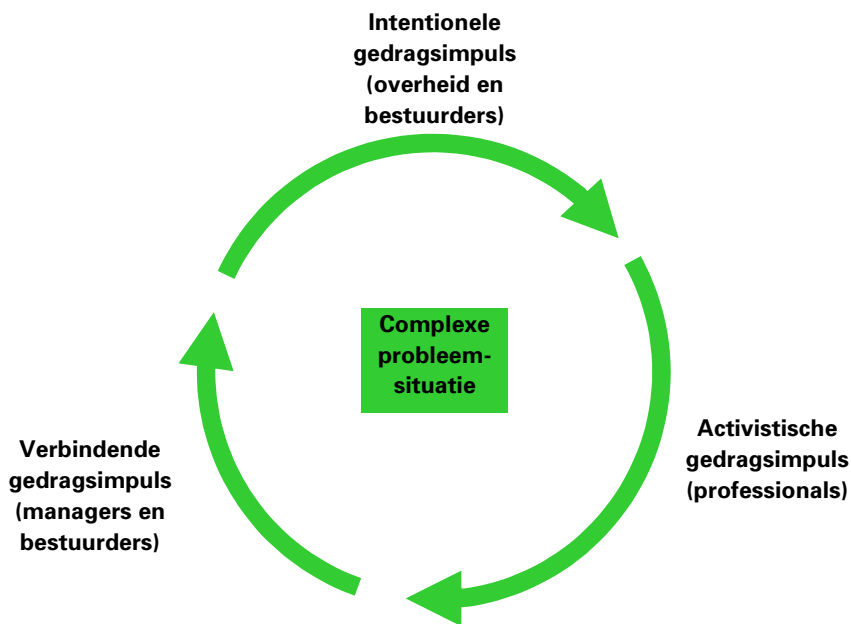 Intentionele
gedragsimpuls
(overheid en
bestuurders)
Complexe
probleem-
situatie
Activistische
gedragsimpuls
(professionals)
Verbindende
gedragsimpuls
(managers en
bestuurders)